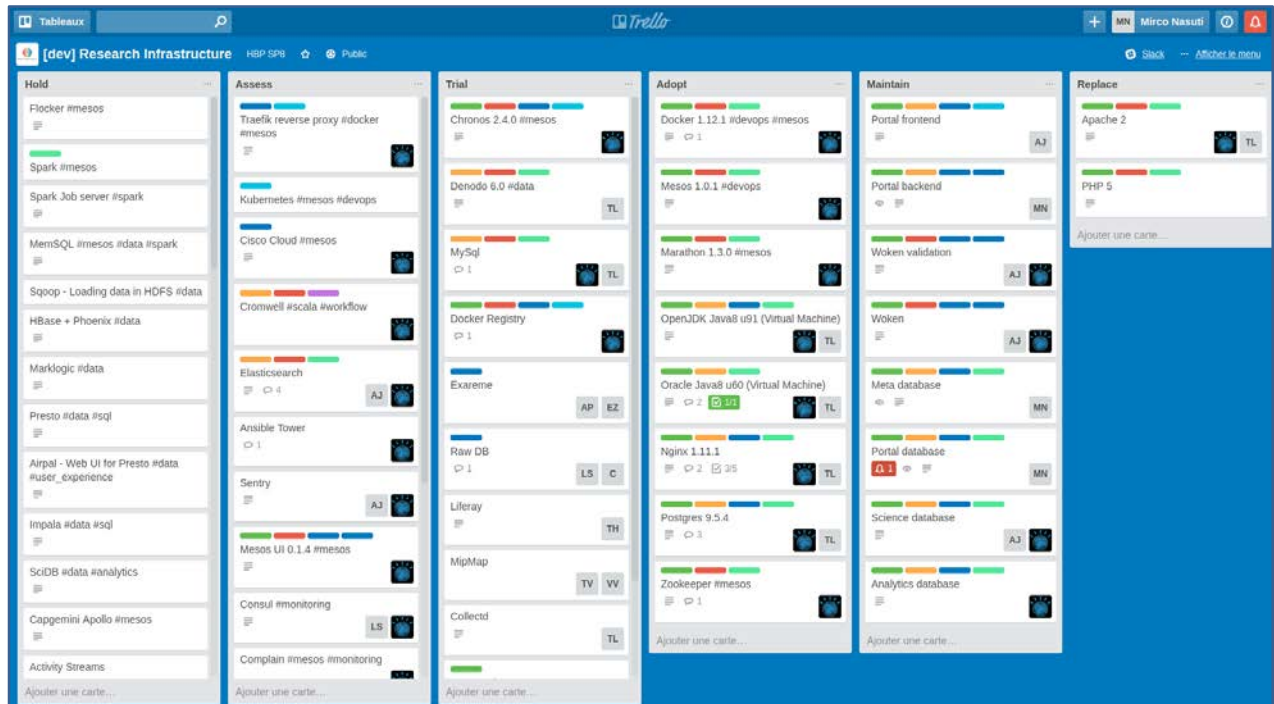 Tableaux
Trello
MN Mirco Nasuti
[dev] Research Infrastructure HBP SP8 Public
Slack ... Afficher le menu
Hold
Flocker #mesos
Spark #mesos
Spark Job server #spark
MemSQL #mesos #data #spark
Sqoop - Loading data in HDFS #data
HBase + Phoenix #data
Marklogic #data
Presto #data #sql
Airpal - Web UI for Presto #data
#user_experience
Impala #data #sql
SciDB #data #analytics
Capgemini Apollo #mesos
Activity Streams
Ajouter une carte...
Assess
Traefik reverse proxy #docker
#mesos
Kubernetes #mesos #devops
Cisco Cloud #mesos
Cromwell #scala #workflow
Elasticsearch
4
AJ
Ansible Tower
1
Sentry
AJ
Mesos UI 0.1.4 #mesos
Consul #monitoring
LS
Complain #mesos #monitoring
Ajouter une carte...
Trial
Chronos 2.4.0 #mesos
Denodo 6.0 #data
TL
MySql
1
TL
Docker Registry
1
Exareme
AP EZ
Raw DB
1
LS C
Liferay
TH
MipMap
TV VV
Collectd
TL
Ajouter une carte...
Adopt
Docker 1.12.1 #devops #mesos
1
Mesos 1.0.1 #devops
Marathon 1.3.0 #mesos
OpenJDK Java8 u91 (Virtual Machine)
TL
Oracle Java8 u60 (Virtual Machine)
2 1/1
TL
Nginx 1.11.1
2 3/5
TL
Postgres 9.5.4
3
TL
Zookeeper #mesos
1
Ajouter une carte...
Maintain
Portal frontend
AJ
Portal backend
MN
Woken validation
AJ
Woken
AJ
Meta database
MN
Portal database
1
MN
Science database
AJ
Analytics database
Ajouter une carte...
Replace
Apache 2
TL
PHP 5
Ajouter une carte...